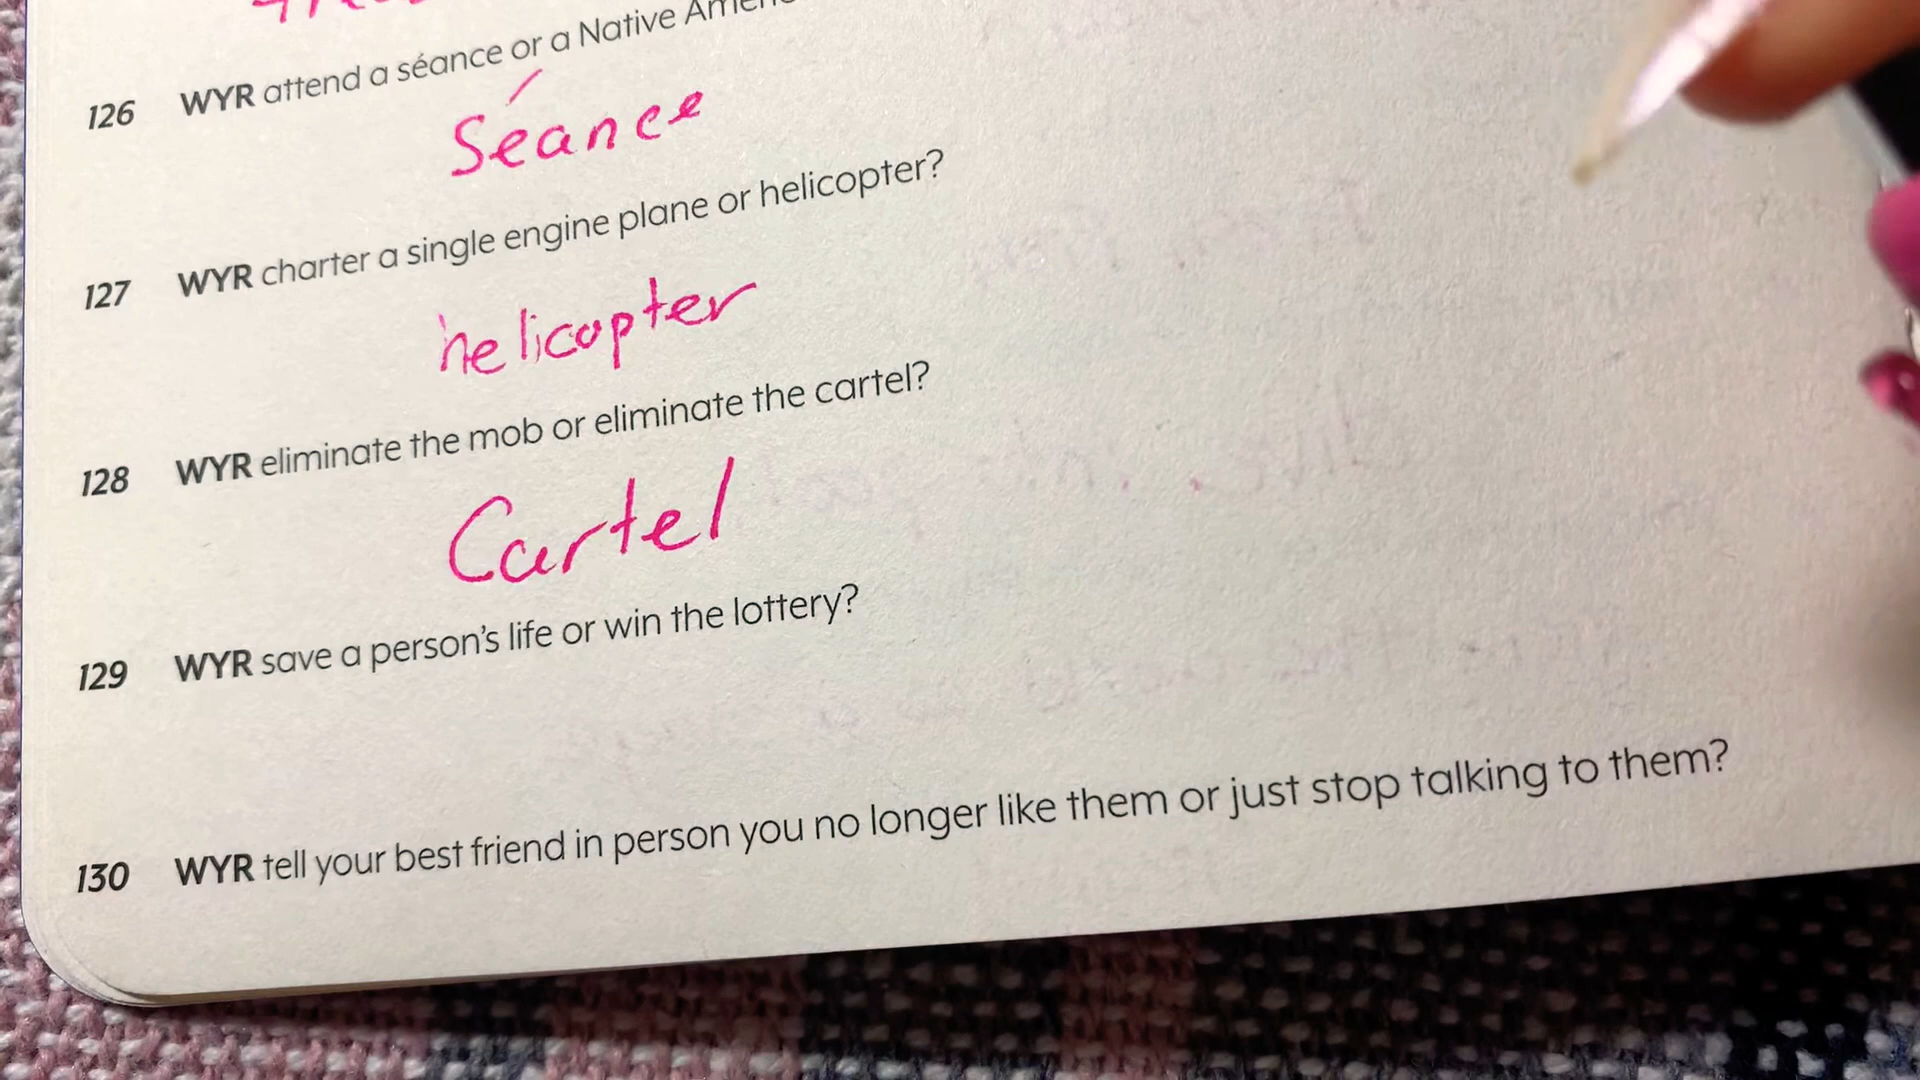 126 WYR attend a séance or a Native
Séance
127 WYR charter a single engine plane or helicopter?
helicopter
128 WYR eliminate the mob or eliminate the cartel?
Cartel
129 WYR save a person's life or win the lottery?
130 WYR tell your best friend in person you no longer like them or just stop talking to them?